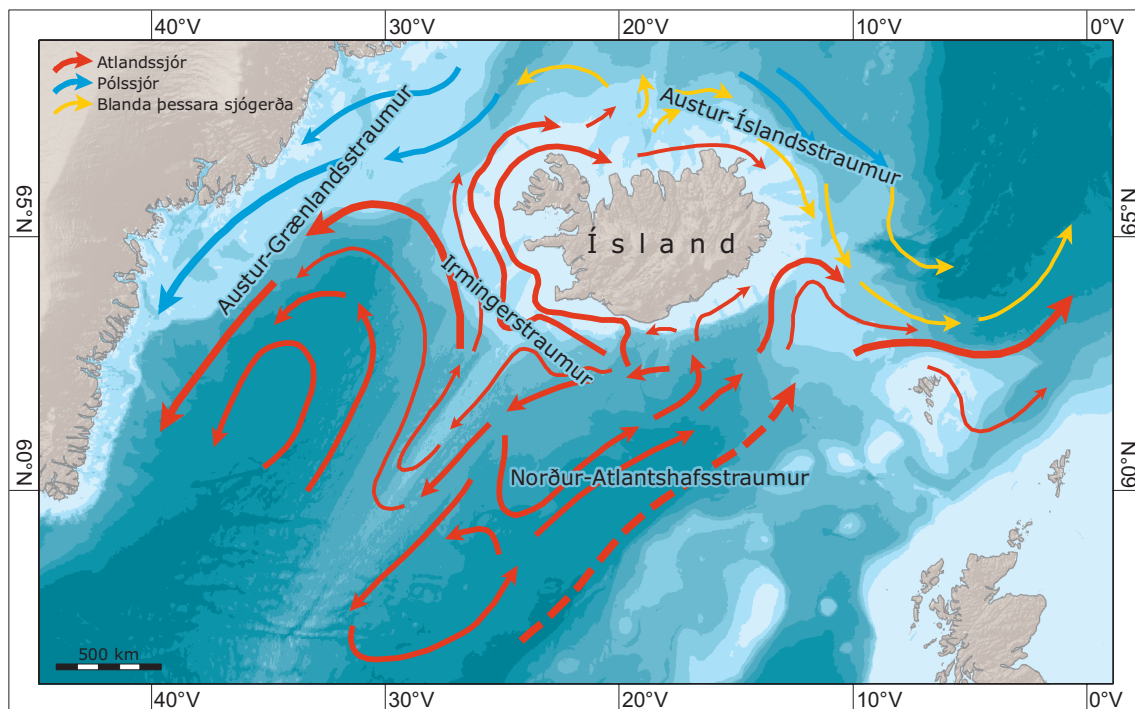 40°V 30°V 20°V 10°V 0°V
Atlandssjór
Pólssjór
Blanda þessara sjógerða
Austur-Íslandsstraumur
Austur-Grænlandsstraumur
65°N
65°N
Ísland
Irmingerstraumur
Norður-Atlantshafsstraumur
60°N
60°N
500 km
40°V 30°V 20°V 10°V 0°V